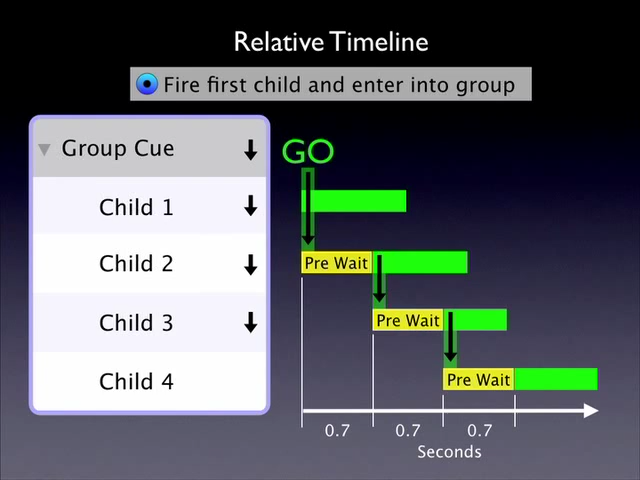 Relative Timeline
Fire first child and enter into group
Group Cue
GO
Child 1
Child 2
Pre Wait
Child 3
Pre Wait
Child 4
Pre Wait
0.7 0.7 0.7
Seconds